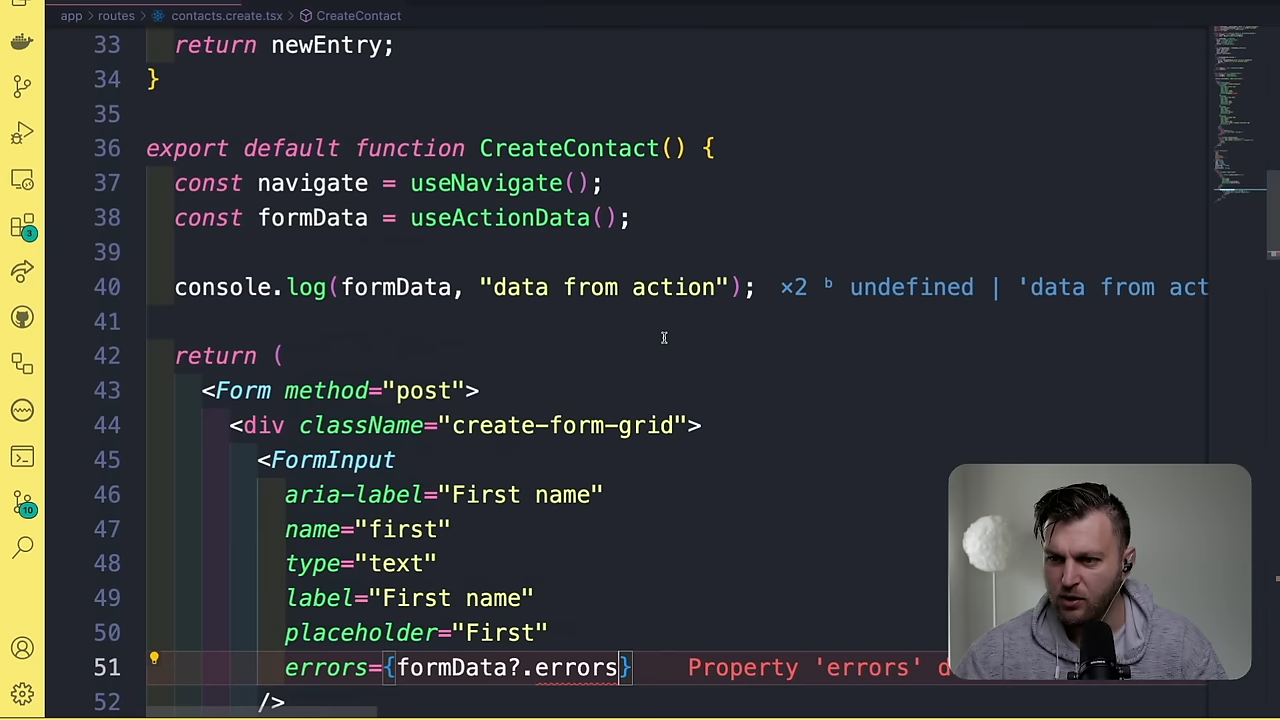 app > routes > contacts.create.tsx > CreateContact
33 return newEntry;
34 }
35
36 export default function CreateContact() {
37 const navigate = useNavigate();
38 const formData = useActionData();
39
40 console.log(formData, "data from action"); ×2 ᵇ undefined | 'data from act
41
42 return (
43 <Form method="post">
44 <div className="create-form-grid">
45 <FormInput
46 aria-label="First name"
47 name="first"
48 type="text"
49 label="First name"
50 placeholder="First"
51 errors={formData?.errors} Property 'errors' d
52 />
3
10